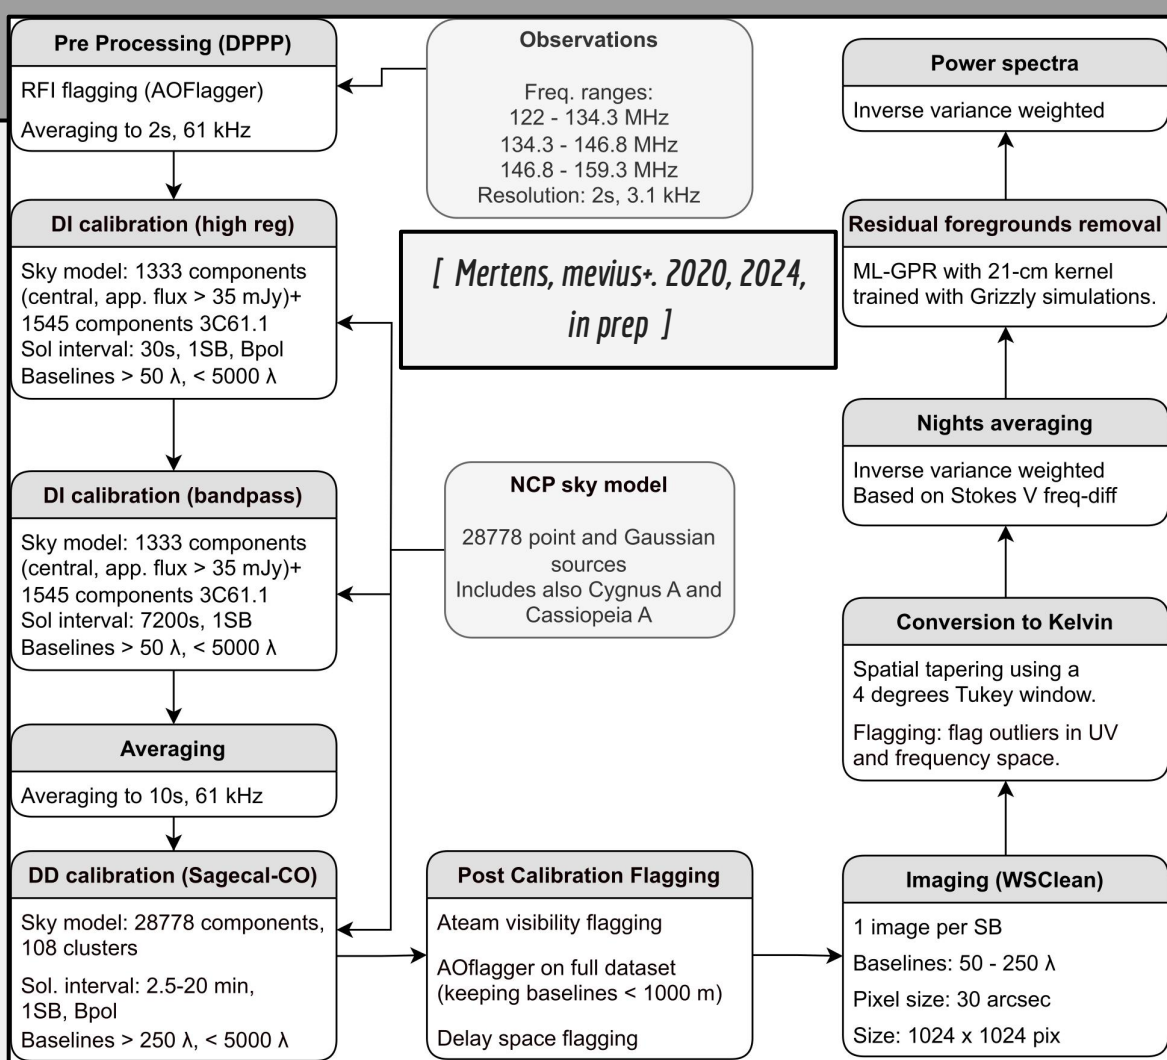 Pre Processing (DPPP)
RFI flagging (AOFlagger)
Averaging to 2s, 61 kHz
Observations
Freq. ranges:
122 - 134.3 MHz
134.3 - 146.8 MHz
146.8 - 159.3 MHz
Resolution: 2s, 3.1 kHz
DI calibration (high reg)
Sky model: 1333 components
(central, app. flux > 35 mJy)+
1545 components 3C61.1
Sol interval: 30s, 1SB, Bpol
Baselines > 50 λ, < 5000 λ
[ Mertens, mevius+. 2020, 2024,
in prep ]
DI calibration (bandpass)
Sky model: 1333 components
(central, app. flux > 35 mJy)+
1545 components 3C61.1
Sol interval: 7200s, 1SB
Baselines > 50 λ, < 5000 λ
NCP sky model
28778 point and Gaussian
sources
Includes also Cygnus A and
Cassiopeia A
Averaging
Averaging to 10s, 61 kHz
DD calibration (Sagecal-CO)
Sky model: 28778 components,
108 clusters
Sol. interval: 2.5-20 min,
1SB, Bpol
Baselines > 250 λ, < 5000 λ
Post Calibration Flagging
Ateam visibility flagging
AOflagger on full dataset
(keeping baselines < 1000 m)
Delay space flagging
Imaging (WSClean)
1 image per SB
Baselines: 50 - 250 λ
Pixel size: 30 arcsec
Size: 1024 x 1024 pix
Conversion to Kelvin
Spatial tapering using a
4 degrees Tukey window.
Flagging: flag outliers in UV
and frequency space.
Nights averaging
Inverse variance weighted
Based on Stokes V freq-diff
Residual foregrounds removal
ML-GPR with 21-cm kernel
trained with Grizzly simulations.
Power spectra
Inverse variance weighted